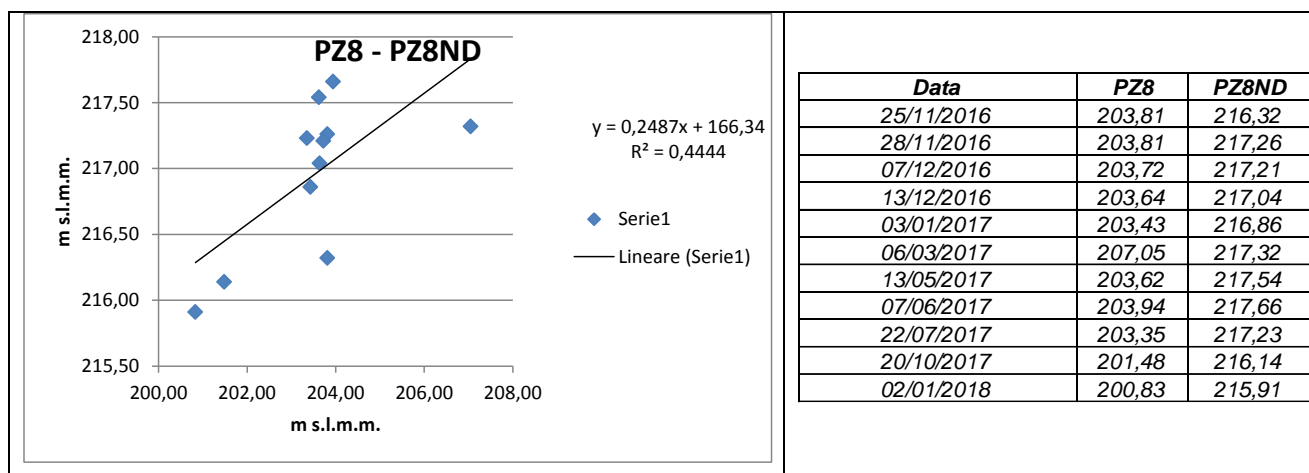 PZ8 - PZ8ND
218,00
217,50
217,00
216,50
216,00
215,50
m s.l.m.m.
200,00 202,00 204,00 206,00 208,00
m s.l.m.m.
y = 0,2487x + 166,34
R² = 0,4444
Serie1
Lineare (Serie1)
Data PZ8 PZ8ND
25/11/2016 203,81 216,32
28/11/2016 203,81 217,26
07/12/2016 203,72 217,21
13/12/2016 203,64 217,04
03/01/2017 203,43 216,86
06/03/2017 207,05 217,32
13/05/2017 203,62 217,54
07/06/2017 203,94 217,66
22/07/2017 203,35 217,23
20/10/2017 201,48 216,14
02/01/2018 200,83 215,91